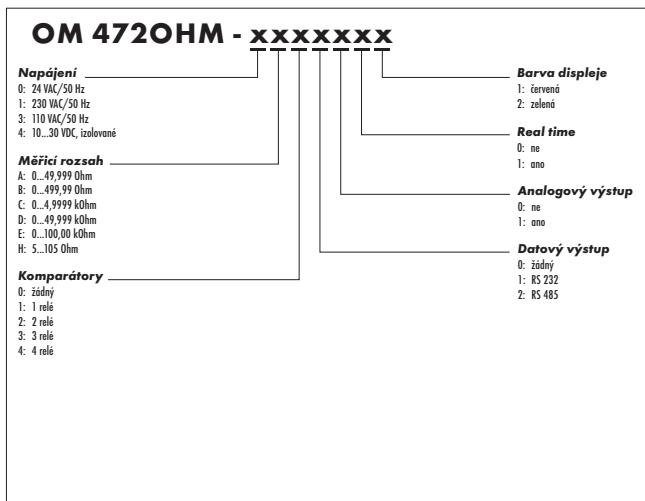 OM 472OHM - xxxxxxx
Napájení
0: 24 VAC/50 Hz
1: 230 VAC/50 Hz
3: 110 VAC/50 Hz
4: 10...30 VDC, izolované
Měřicí rozsah
A: 0...49,999 Ohm
B: 0...499,99 Ohm
C: 0...4,9999 kOhm
D: 0...49,999 kOhm
E: 0...100,00 kOhm
H: 5...105 Ohm
Komparátory
0: žádný
1: 1 relé
2: 2 relé
3: 3 relé
4: 4 relé
Barva displeje
1: červená
2: zelená
Real time
0: ne
1: ano
Analogový výstup
0: ne
1: ano
Datový výstup
0: žádný
1: RS 232
2: RS 485